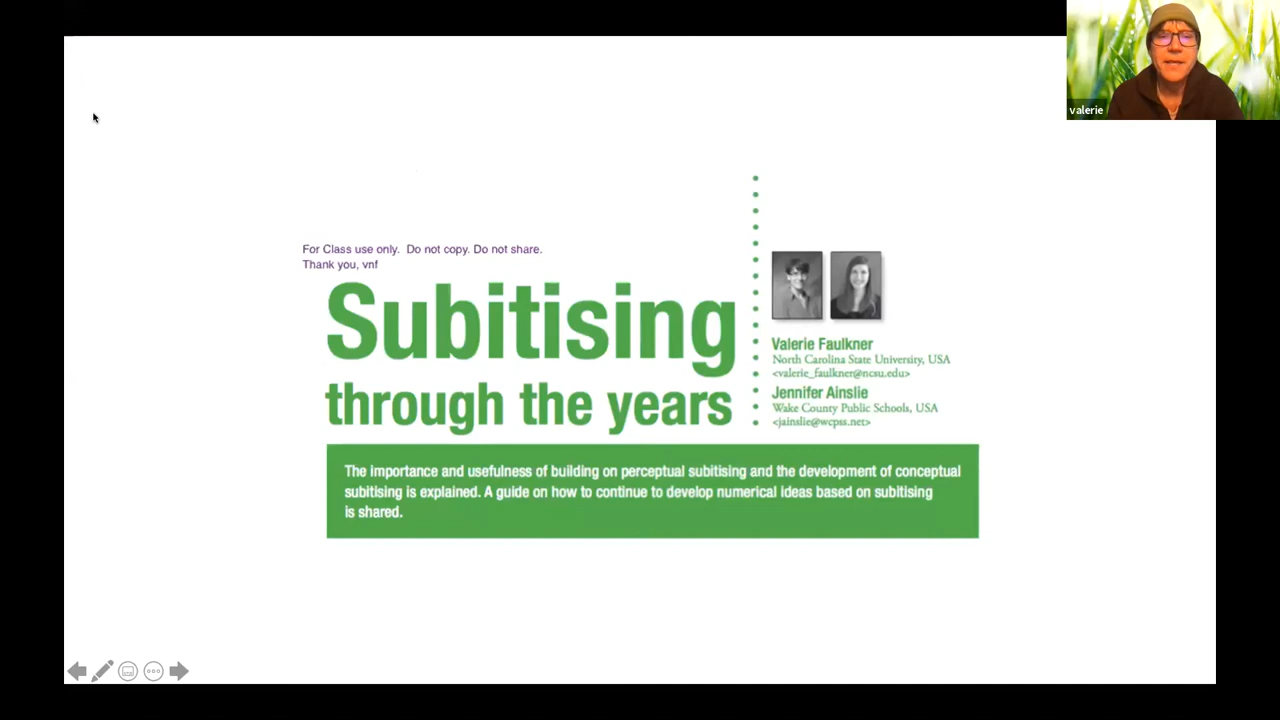 valerie
For Class use only.  Do not copy. Do not share.
Thank you, vnf
Subitising
through the years
Valerie Faulkner
North Carolina State University, USA
<valerie_faulkner@ncsu.edu>
Jennifer Ainslie
Wake County Public Schools, USA
<jainslie@wcpss.net>
The importance and usefulness of building on perceptual subitising and the development of conceptual
subitising is explained. A guide on how to continue to develop numerical ideas based on subitising
is shared.